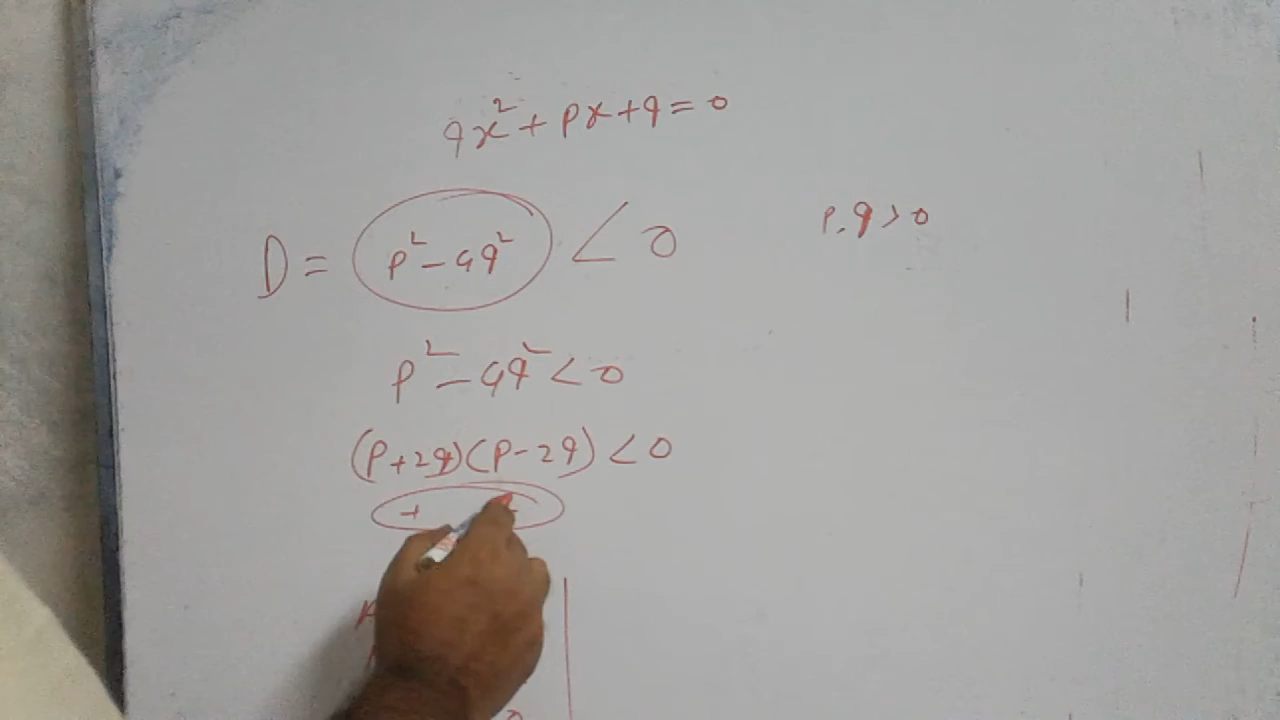 qx² + px + q = 0
D = p² - 4q² < 0
p, q > 0
p² - 4q² < 0
(p + 2q)(p - 2q) < 0
+